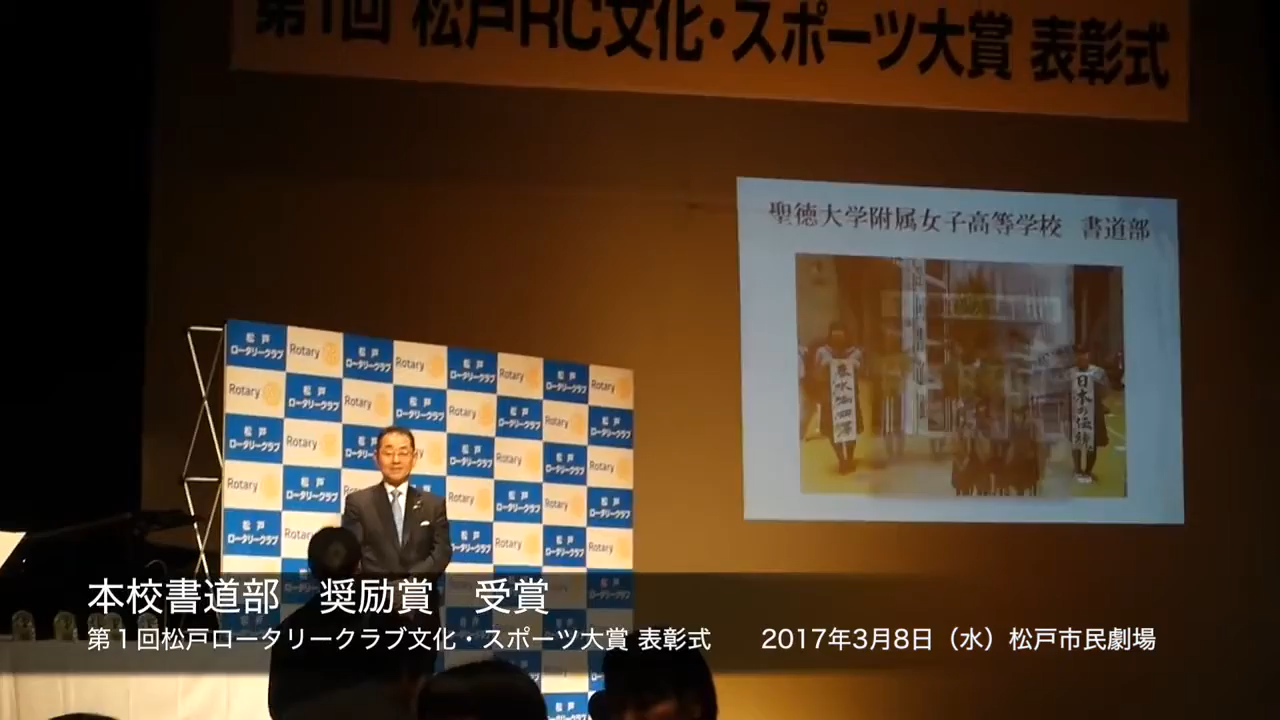 第1回 松戸RC文化・スポーツ大賞 表彰式
聖徳大学附属女子高等学校 書道部
日本の伝統
松戸 ロータリークラブ
Rotary
本校書道部 奨励賞 受賞
第1回松戸ロータリークラブ文化・スポーツ大賞 表彰式 2017年3月8日（水）松戸市民劇場